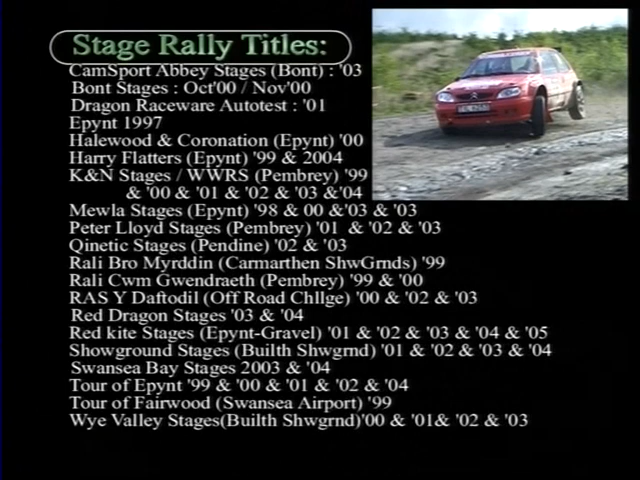 Stage Rally Titles:
CamSport Abbey Stages (Bont) : '03
Bont Stages : Oct'00 / Nov'00
Dragon Raceware Autotest : '01
Epynt 1997
Halewood & Coronation (Epynt) '00
Harry Flatters (Epynt) '99 & 2004
K&N Stages / WWRS (Pembrey) '99
& '00 & '01 & '02 & '03 &'04
Mewla Stages (Epynt) '98 & 00 &'03 & '03
Peter Lloyd Stages (Pembrey) '01 & '02 & '03
Qinetic Stages (Pendine) '02 & '03
Rali Bro Myrddin (Carmarthen ShwGrnds) '99
Rali Cwm Gwendraeth (Pembrey) '99 & '00
RAS Y Daftodil (Off Road Chllge) '00 & '02 & '03
Red Dragon Stages '03 & '04
Red kite Stages (Epynt-Gravel) '01 & '02 & '03 & '04 & '05
Showground Stages (Builth Shwgrnd) '01 & '02 & '03 & '04
Swansea Bay Stages 2003 & '04
Tour of Epynt '99 & '00 & '01 & '02 & '04
Tour of Fairwood (Swansea Airport) '99
Wye Valley Stages(Builth Shwgrnd)'00 & '01& '02 & '03